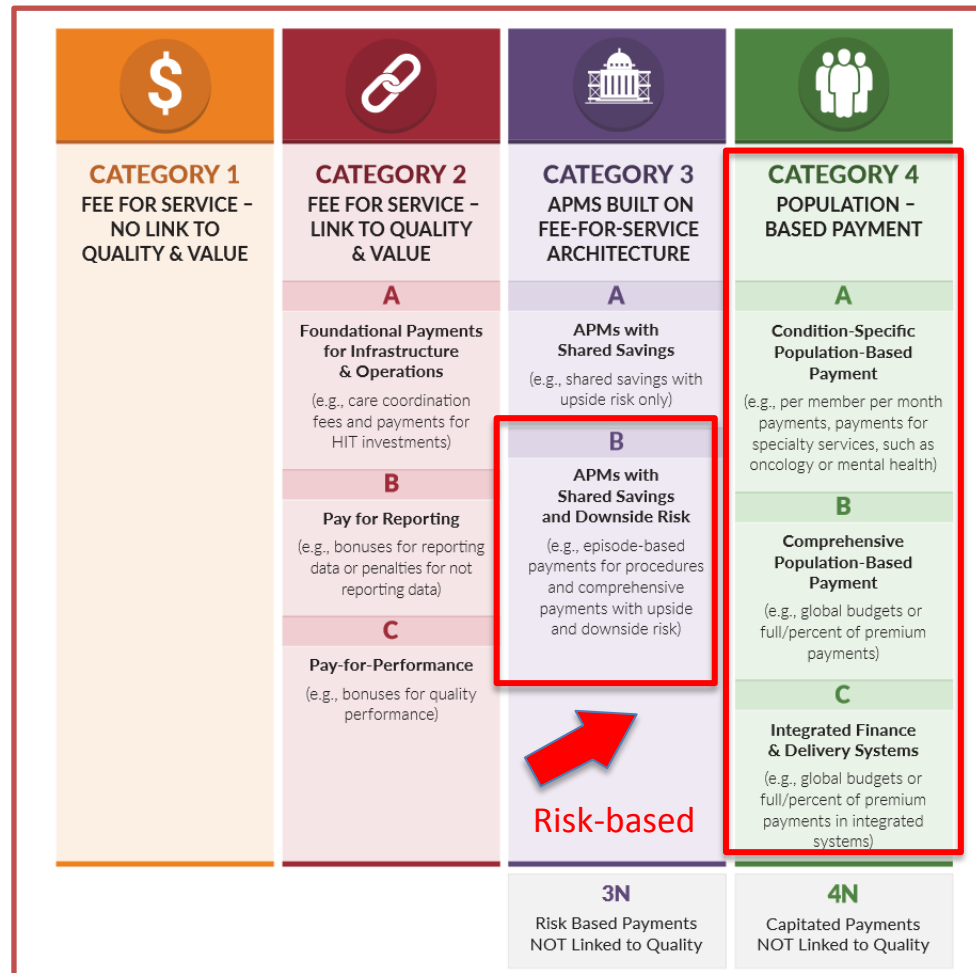 $
CATEGORY 1
FEE FOR SERVICE –
NO LINK TO
QUALITY & VALUE
CATEGORY 2
FEE FOR SERVICE –
LINK TO QUALITY
& VALUE
A
Foundational Payments
for Infrastructure
& Operations
(e.g., care coordination
fees and payments for
HIT investments)
B
Pay for Reporting
(e.g., bonuses for reporting
data or penalties for not
reporting data)
C
Pay-for-Performance
(e.g., bonuses for quality
performance)
CATEGORY 3
APMS BUILT ON
FEE-FOR-SERVICE
ARCHITECTURE
A
APMs with
Shared Savings
(e.g., shared savings with
upside risk only)
B
APMs with
Shared Savings
and Downside Risk
(e.g., episode-based
payments for procedures
and comprehensive
payments with upside
and downside risk)
Risk-based
3N
Risk Based Payments
NOT Linked to Quality
CATEGORY 4
POPULATION –
BASED PAYMENT
A
Condition-Specific
Population-Based
Payment
(e.g., per member per month
payments, payments for
specialty services, such as
oncology or mental health)
B
Comprehensive
Population-Based
Payment
(e.g., global budgets or
full/percent of premium
payments)
C
Integrated Finance
& Delivery Systems
(e.g., global budgets or
full/percent of premium
payments in integrated
systems)
4N
Capitated Payments
NOT Linked to Quality